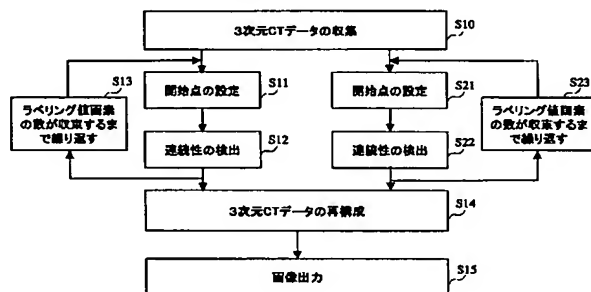 3次元CTデータの収集
S10
S13
S23
開始点の設定
S11
開始点の設定
S21
ラベリング値画素
の数が収束するま
で繰り返す
ラベリング値画素
の数が収束するま
で繰り返す
連続性の検出
S12
連続性の検出
S22
3次元CTデータの再構成
S14
画像出力
S15